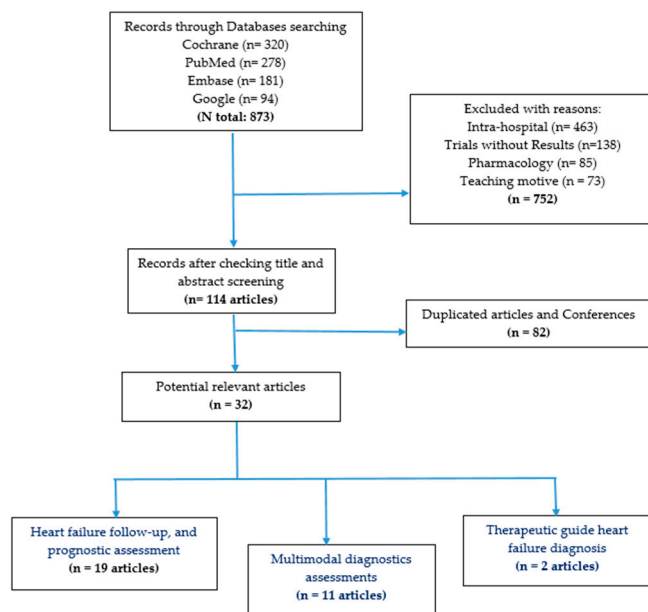 Records through Databases searching
Cochrane (n= 320)
PubMed (n= 278)
Embase (n= 181)
Google (n= 94)
(N total: 873)
Excluded with reasons:
Intra-hospital (n= 463)
Trials without Results (n=138)
Pharmacology (n= 85)
Teaching motive (n = 73)
(n = 752)
Records after checking title and
abstract screening
(n= 114 articles)
Duplicated articles and Conferences
(n = 82)
Potential relevant articles
(n = 32)
Heart failure follow-up, and
prognostic assessment
(n = 19 articles)
Multimodal diagnostics
assessments
(n = 11 articles)
Therapeutic guide heart
failure diagnosis
(n = 2 articles)